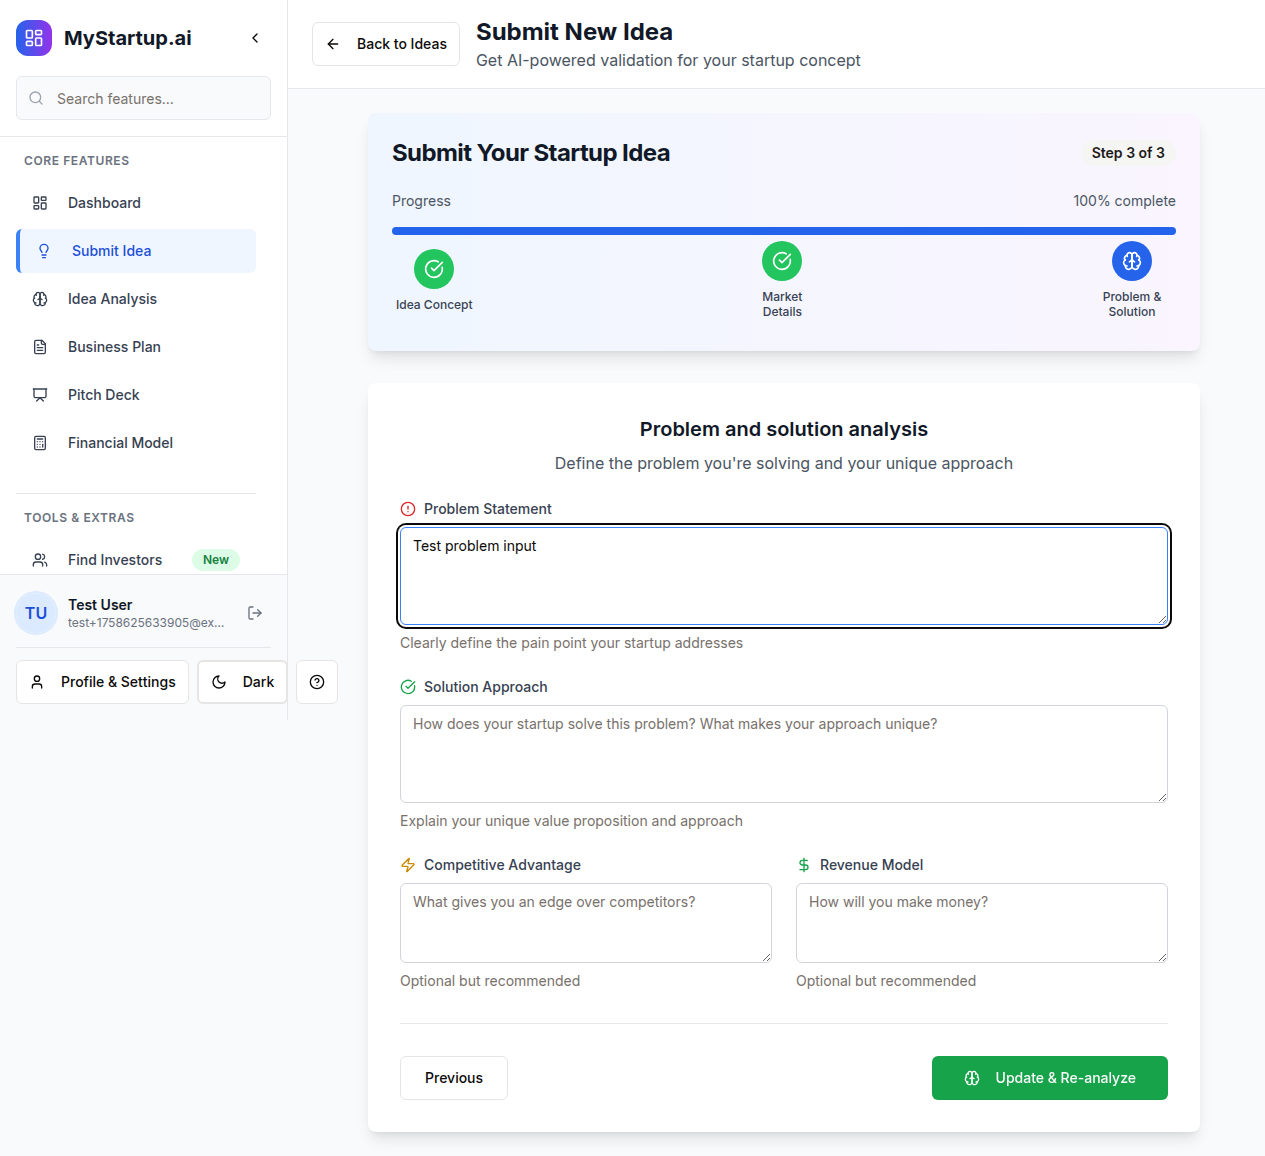 MyStartup.ai
Search features...
CORE FEATURES
Dashboard
Submit Idea
Idea Analysis
Business Plan
Pitch Deck
Financial Model
TOOLS & EXTRAS
Find Investors
New
TU
Test User
test+1758625633905@ex...
Profile & Settings
Dark
Back to Ideas
Submit New Idea
Get AI-powered validation for your startup concept
Submit Your Startup Idea
Step 3 of 3
Progress
100% complete
Idea Concept
Market
Details
Problem &
Solution
Problem and solution analysis
Define the problem you're solving and your unique approach
Problem Statement
Test problem input
Clearly define the pain point your startup addresses
Solution Approach
How does your startup solve this problem? What makes your approach unique?
Explain your unique value proposition and approach
Competitive Advantage
What gives you an edge over competitors?
Optional but recommended
Revenue Model
How will you make money?
Optional but recommended
Previous
Update & Re-analyze